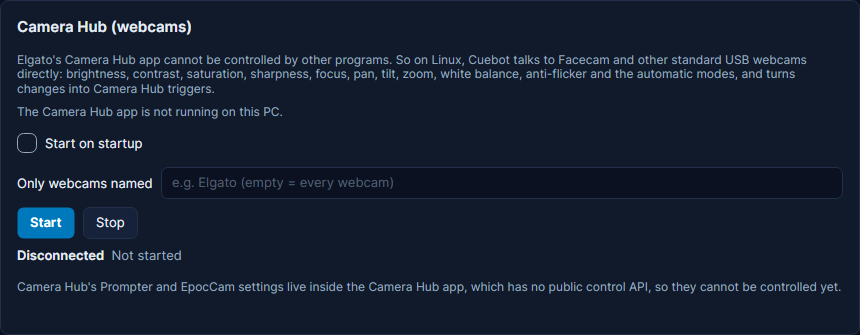 Camera Hub (webcams)
Elgato's Camera Hub app cannot be controlled by other programs. So on Linux, Cuebot talks to Facecam and other standard USB webcams
directly: brightness, contrast, saturation, sharpness, focus, pan, tilt, zoom, white balance, anti-flicker and the automatic modes, and turns
changes into Camera Hub triggers.
The Camera Hub app is not running on this PC.
Start on startup
Only webcams named e.g. Elgato (empty = every webcam)
Start Stop
Disconnected Not started
Camera Hub's Prompter and EpocCam settings live inside the Camera Hub app, which has no public control API, so they cannot be controlled yet.